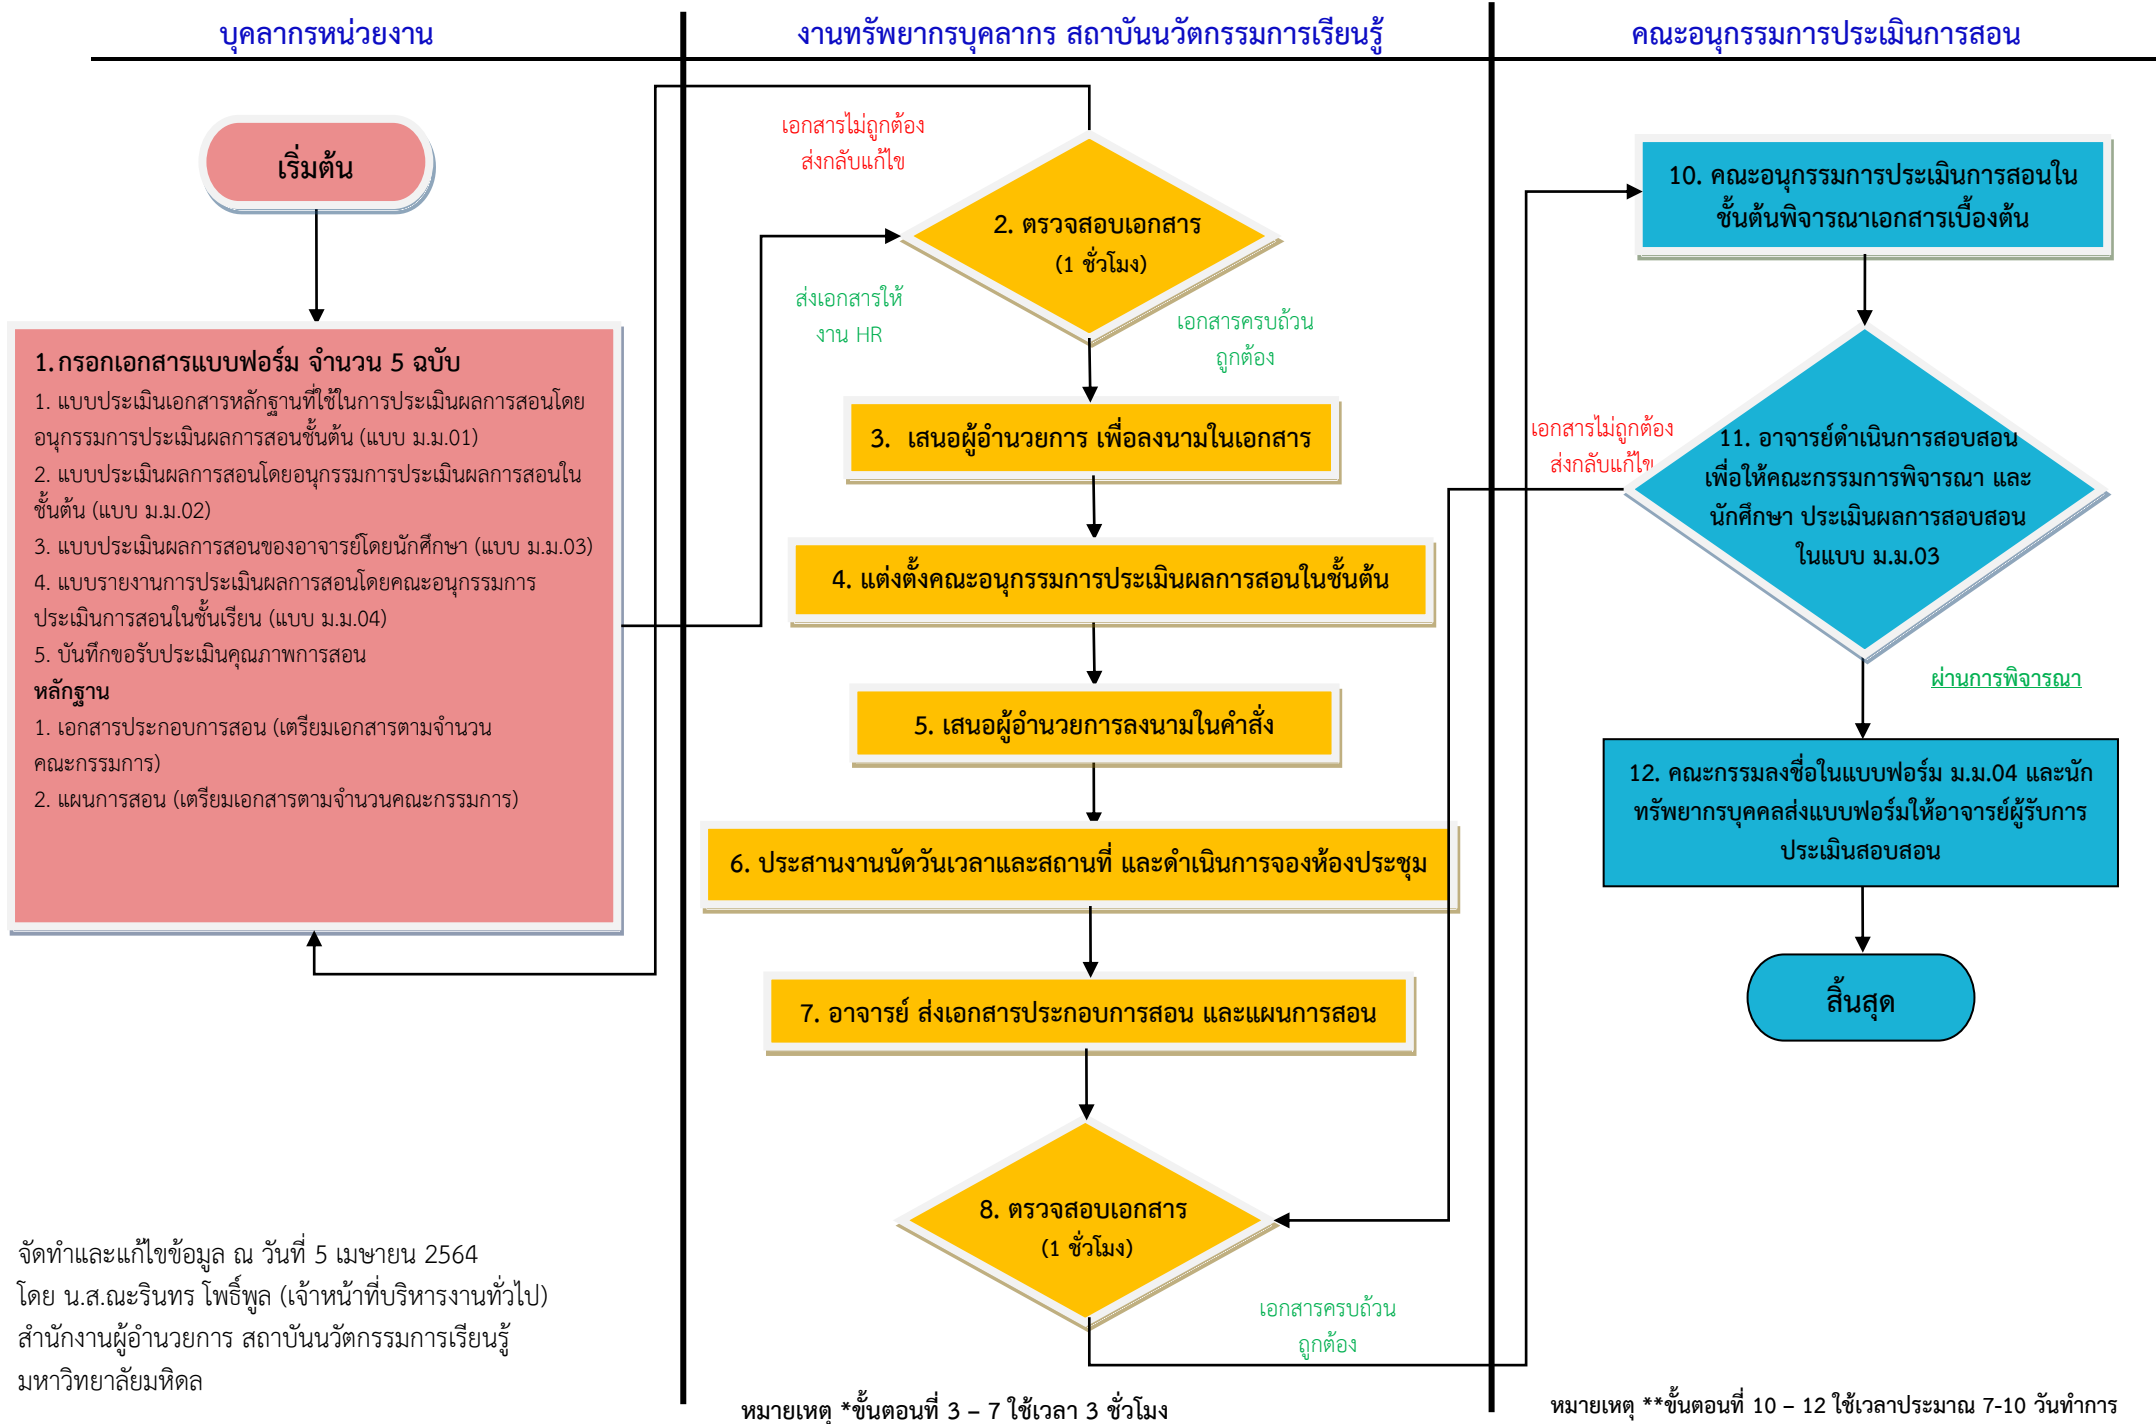 บุคลากรหน่วยงาน
งานทรัพยากรบุคลากร สถาบันนวัตกรรมการเรียนรู้
คณะอนุกรรมการประเมินการสอน
เริ่มต้น
1. กรอกเอกสารแบบฟอร์ม จำนวน 5 ฉบับ
1. แบบประเมินเอกสารหลักฐานที่ใช้ในการประเมินผลการสอนโดย
อนุกรรมการประเมินผลการสอนชั้นต้น (แบบ ม.ม.01)
2. แบบประเมินผลการสอนโดยอนุกรรมการประเมินผลการสอนใน
ชั้นต้น (แบบ ม.ม.02)
3. แบบประเมินผลการสอนของอาจารย์โดยนักศึกษา (แบบ ม.ม.03)
4. แบบรายงานการประเมินผลการสอนโดยคณะอนุกรรมการ
ประเมินการสอนในชั้นเรียน (แบบ ม.ม.04)
5. บันทึกขอรับประเมินคุณภาพการสอน
หลักฐาน
1. เอกสารประกอบการสอน (เตรียมเอกสารตามจำนวน
คณะกรรมการ)
2. แผนการสอน (เตรียมเอกสารตามจำนวนคณะกรรมการ)
จัดทำและแก้ไขข้อมูล ณ วันที่ 5 เมษายน 2564
โดย น.ส.ณะรินทร โพธิ์พูล (เจ้าหน้าที่บริหารงานทั่วไป)
สำนักงานผู้อำนวยการ สถาบันนวัตกรรมการเรียนรู้
มหาวิทยาลัยมหิดล
เอกสารไม่ถูกต้อง
ส่งกลับแก้ไข
2. ตรวจสอบเอกสาร
(1 ชั่วโมง)
ส่งเอกสารให้
งาน HR
เอกสารครบถ้วน
ถูกต้อง
3. เสนอผู้อำนวยการ เพื่อลงนามในเอกสาร
4. แต่งตั้งคณะอนุกรรมการประเมินผลการสอนในชั้นต้น
5. เสนอผู้อำนวยการลงนามในคำสั่ง
6. ประสานงานนัดวันเวลาและสถานที่ และดำเนินการจองห้องประชุม
7. อาจารย์ ส่งเอกสารประกอบการสอน และแผนการสอน
8. ตรวจสอบเอกสาร
(1 ชั่วโมง)
เอกสารครบถ้วน
ถูกต้อง
หมายเหตุ *ขั้นตอนที่ 3 – 7 ใช้เวลา 3 ชั่วโมง
10. คณะอนุกรรมการประเมินการสอนใน
ชั้นต้นพิจารณาเอกสารเบื้องต้น
เอกสารไม่ถูกต้อง
ส่งกลับแก้ไข
11. อาจารย์ดำเนินการสอบสอน
เพื่อให้คณะกรรมการพิจารณา และ
นักศึกษา ประเมินผลการสอบสอน
ในแบบ ม.ม.03
ผ่านการพิจารณา
12. คณะกรรมลงชื่อในแบบฟอร์ม ม.ม.04 และนัก
ทรัพยากรบุคคลส่งแบบฟอร์มให้อาจารย์ผู้รับการ
ประเมินสอบสอน
สิ้นสุด
หมายเหตุ **ขั้นตอนที่ 10 – 12 ใช้เวลาประมาณ 7-10 วันทำการ